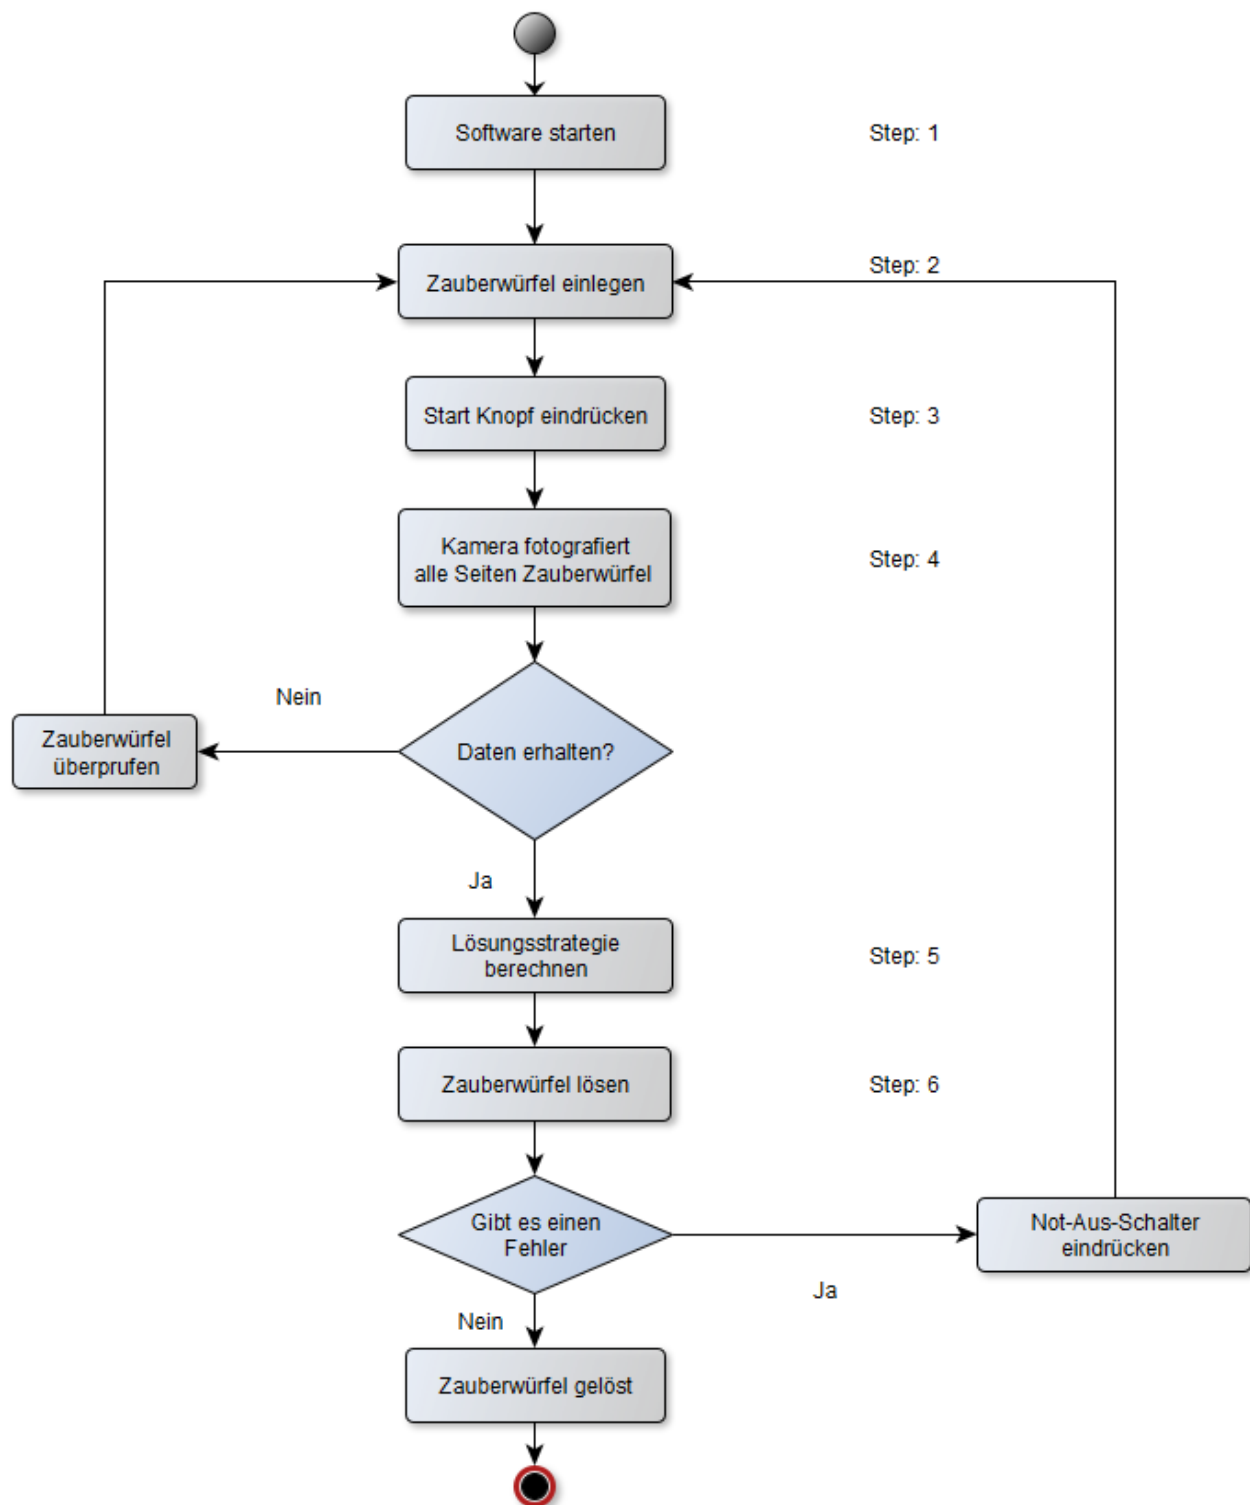 Software starten
Step: 1
Zauberwürfel einlegen
Step: 2
Start Knopf eindrücken
Step: 3
Kamera fotografiert
alle Seiten Zauberwürfel
Step: 4
Nein
Zauberwürfel
überprufen
Daten erhalten?
Ja
Lösungsstrategie
berechnen
Step: 5
Zauberwürfel lösen
Step: 6
Gibt es einen
Fehler
Not-Aus-Schalter
eindrücken
Ja
Nein
Zauberwürfel gelöst